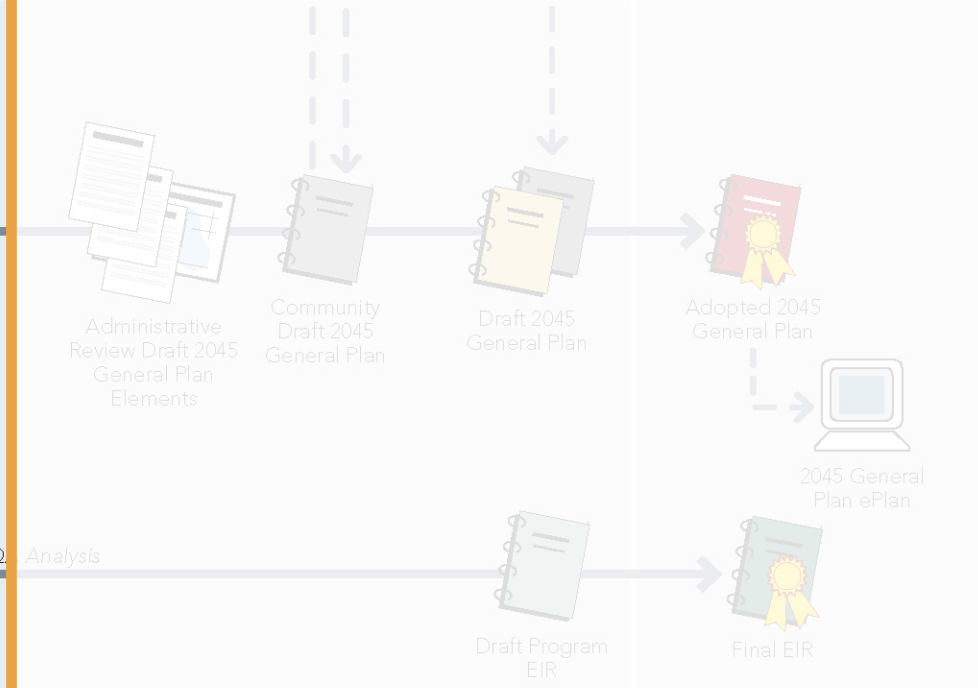 Administrative
Review Draft 2045
General Plan
Elements
Community
Draft 2045
General Plan
Draft 2045
General Plan
Adopted 2045
General Plan
2045 General
Plan ePlan
Analysis
Draft Program
EIR
Final EIR